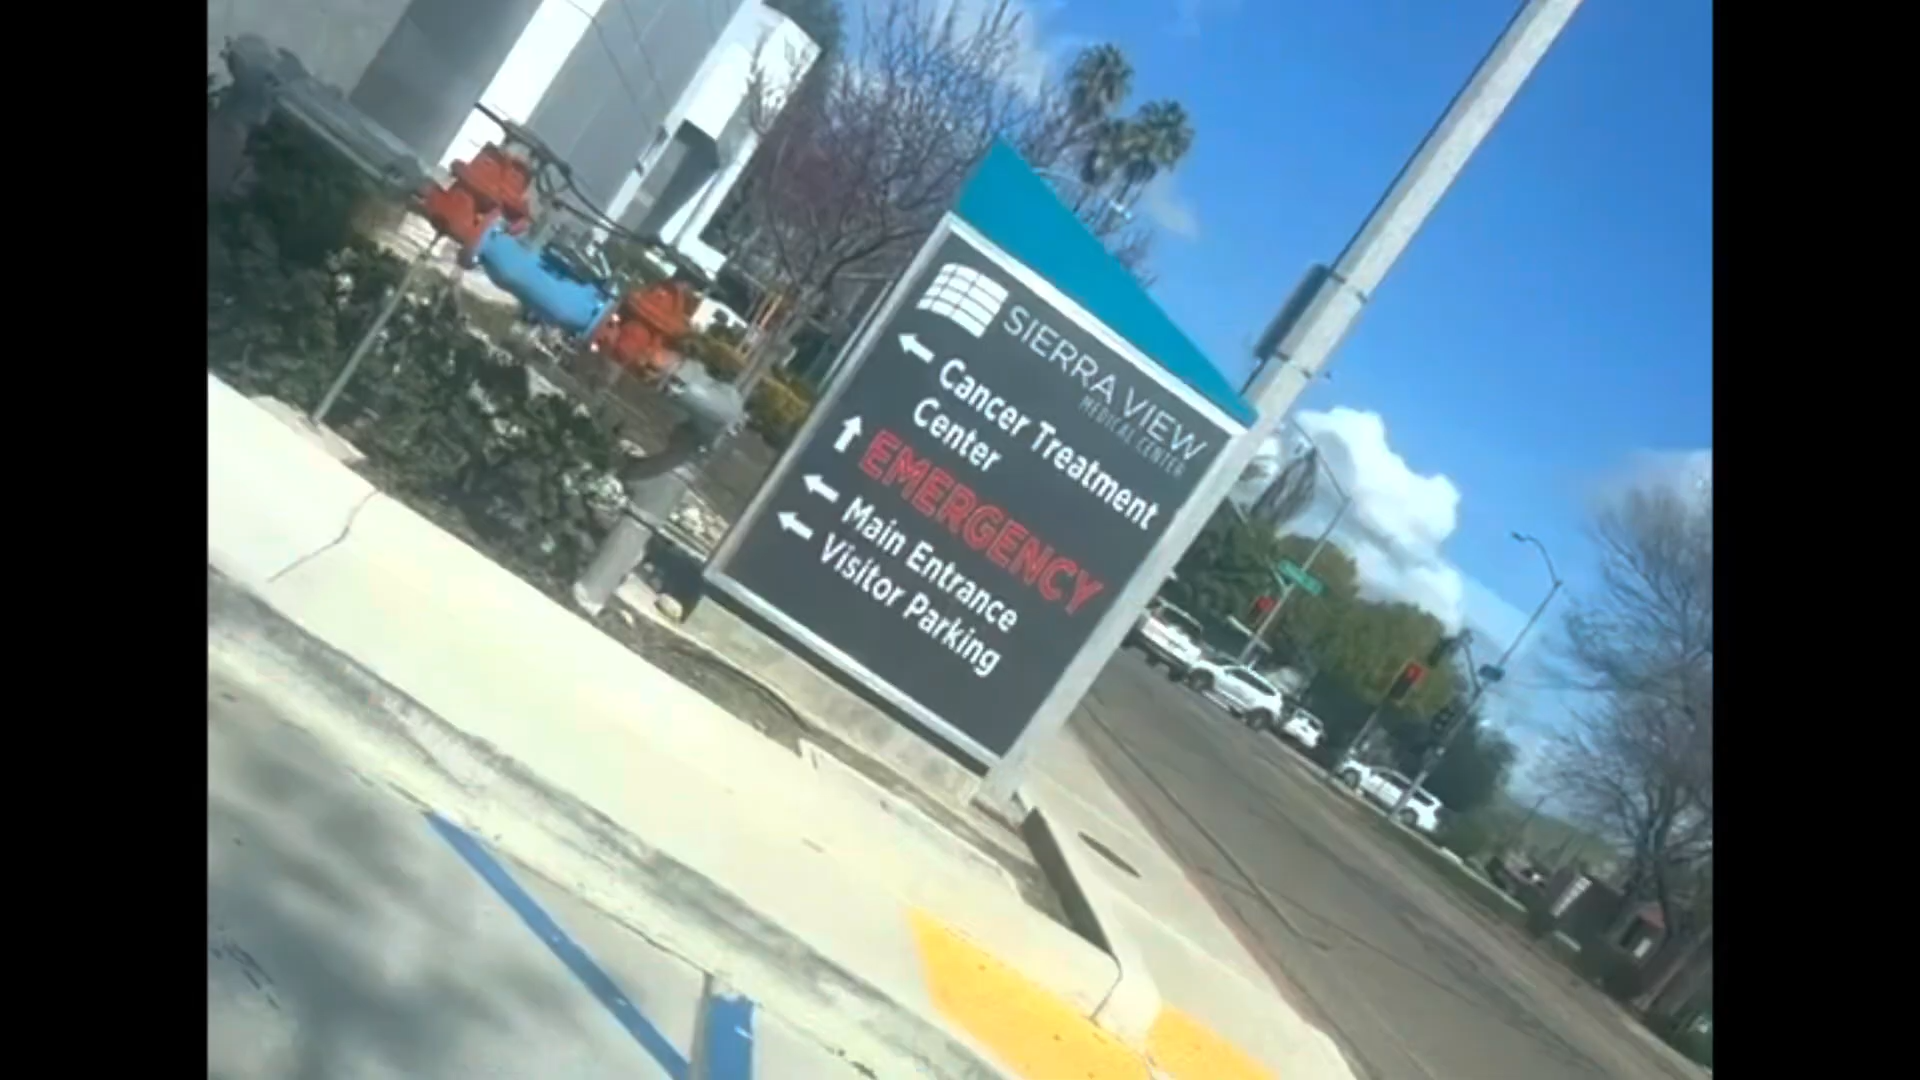 SIERRA VIEW
MEDICAL CENTER
Cancer Treatment
Center
EMERGENCY
Main Entrance
Visitor Parking